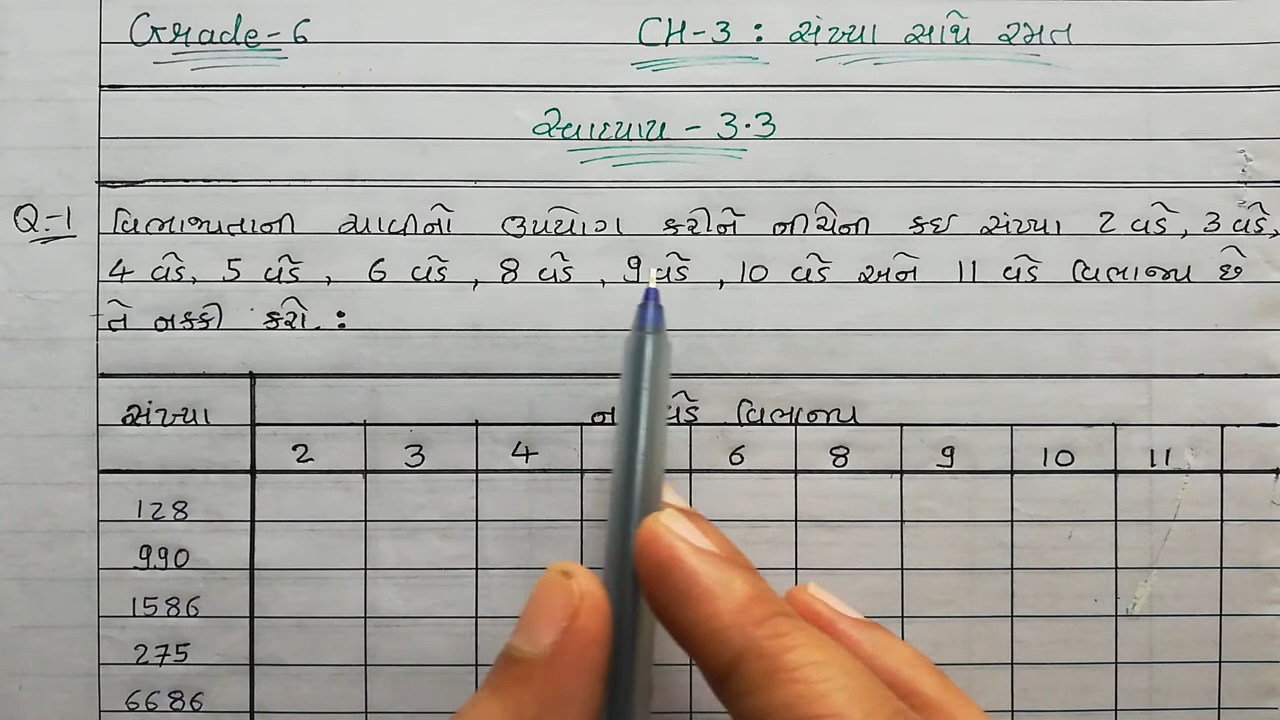 Grade-6 CH-3 : સંખ્યા સાથે રમત
સ્વાધ્યાય - 3.3
Q-1 વિભાજ્યતાની ચાવીનો ઉપયોગ કરીને નીચેના કઇ સંખ્યા 2 વડે, 3 વડે,
4 વડે, 5 વડે, 6 વડે, 8 વડે, 9 વડે, 10 વડે અને 11 વડે વિભાજ્ય છે
તે નક્કી કરો. :
સંખ્યા વડે વિભાજ્ય
2 3 4 6 8 9 10 11
128
990
1586
275
6686